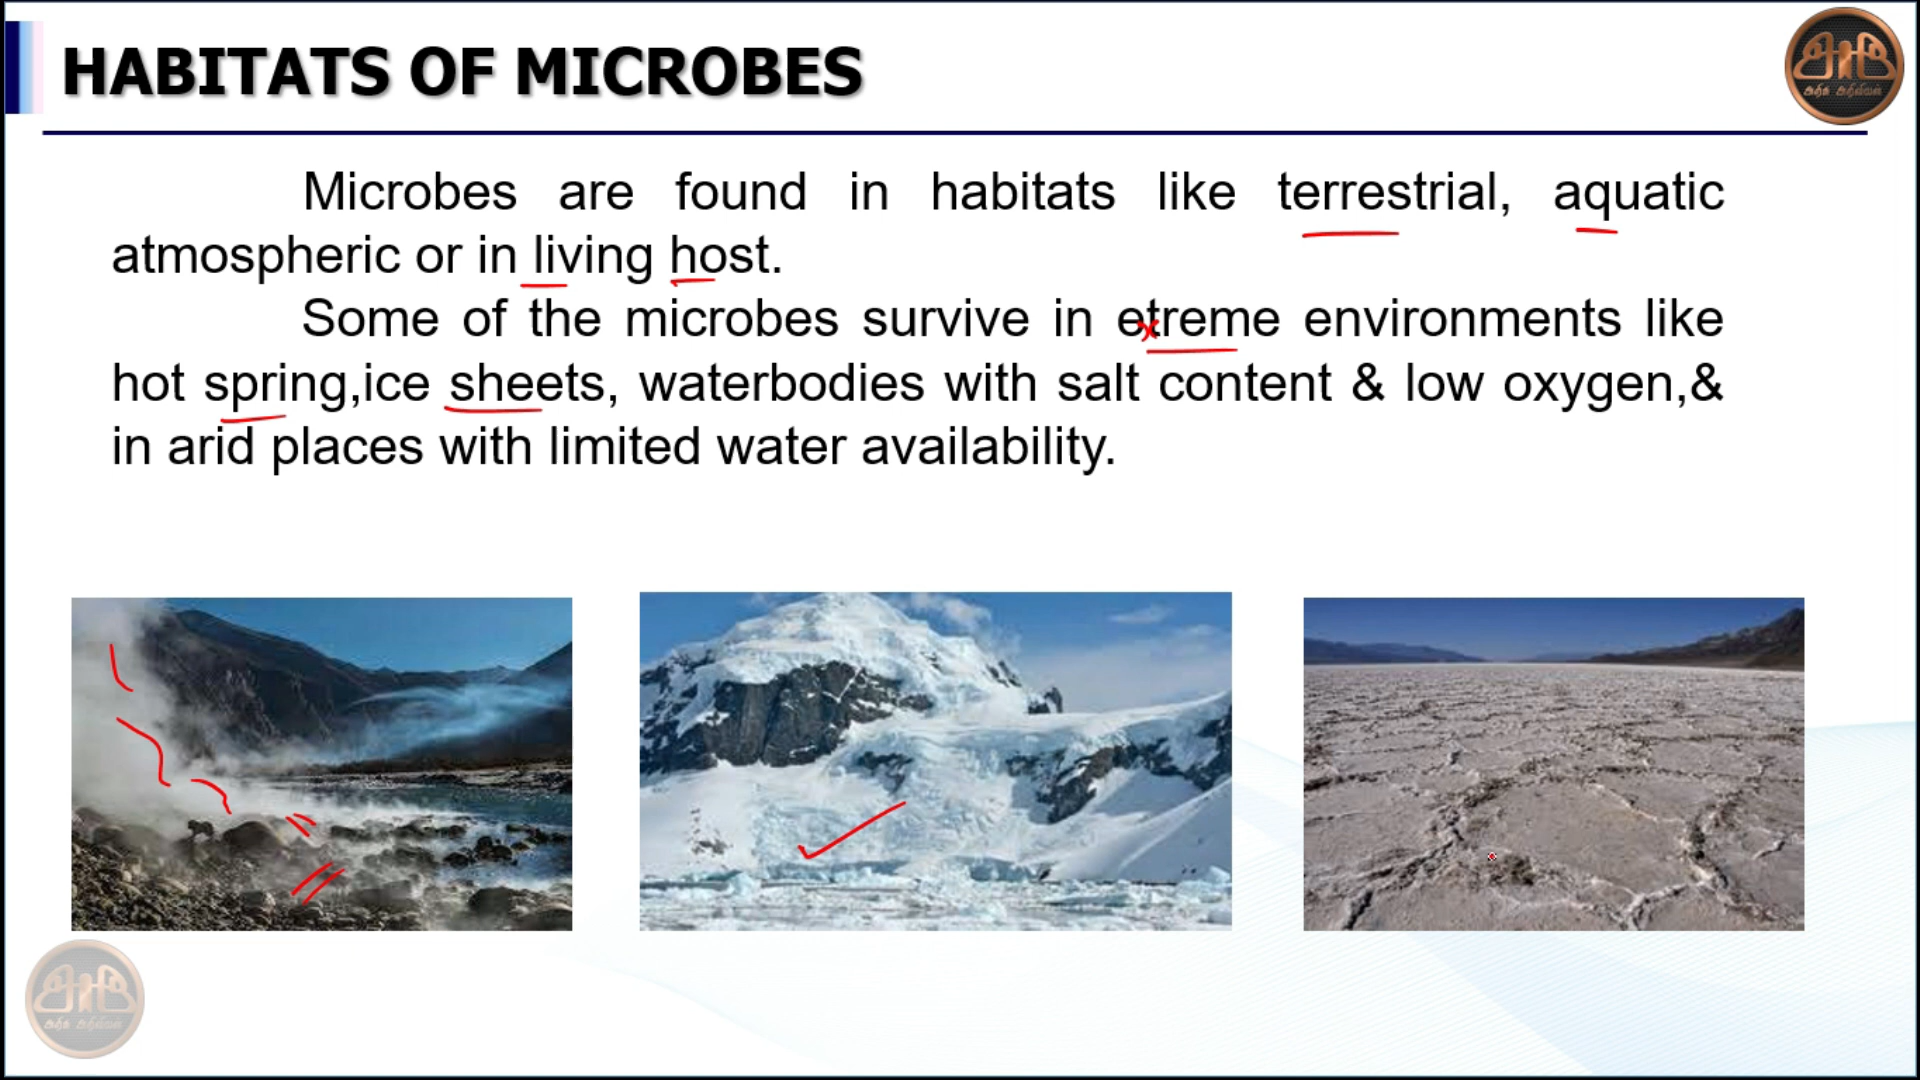 HABITATS OF MICROBES
Microbes are found in habitats like terrestrial, aquatic
atmospheric or in living host.
Some of the microbes survive in etreme environments like
hot spring,ice sheets, waterbodies with salt content & low oxygen,&
in arid places with limited water availability.